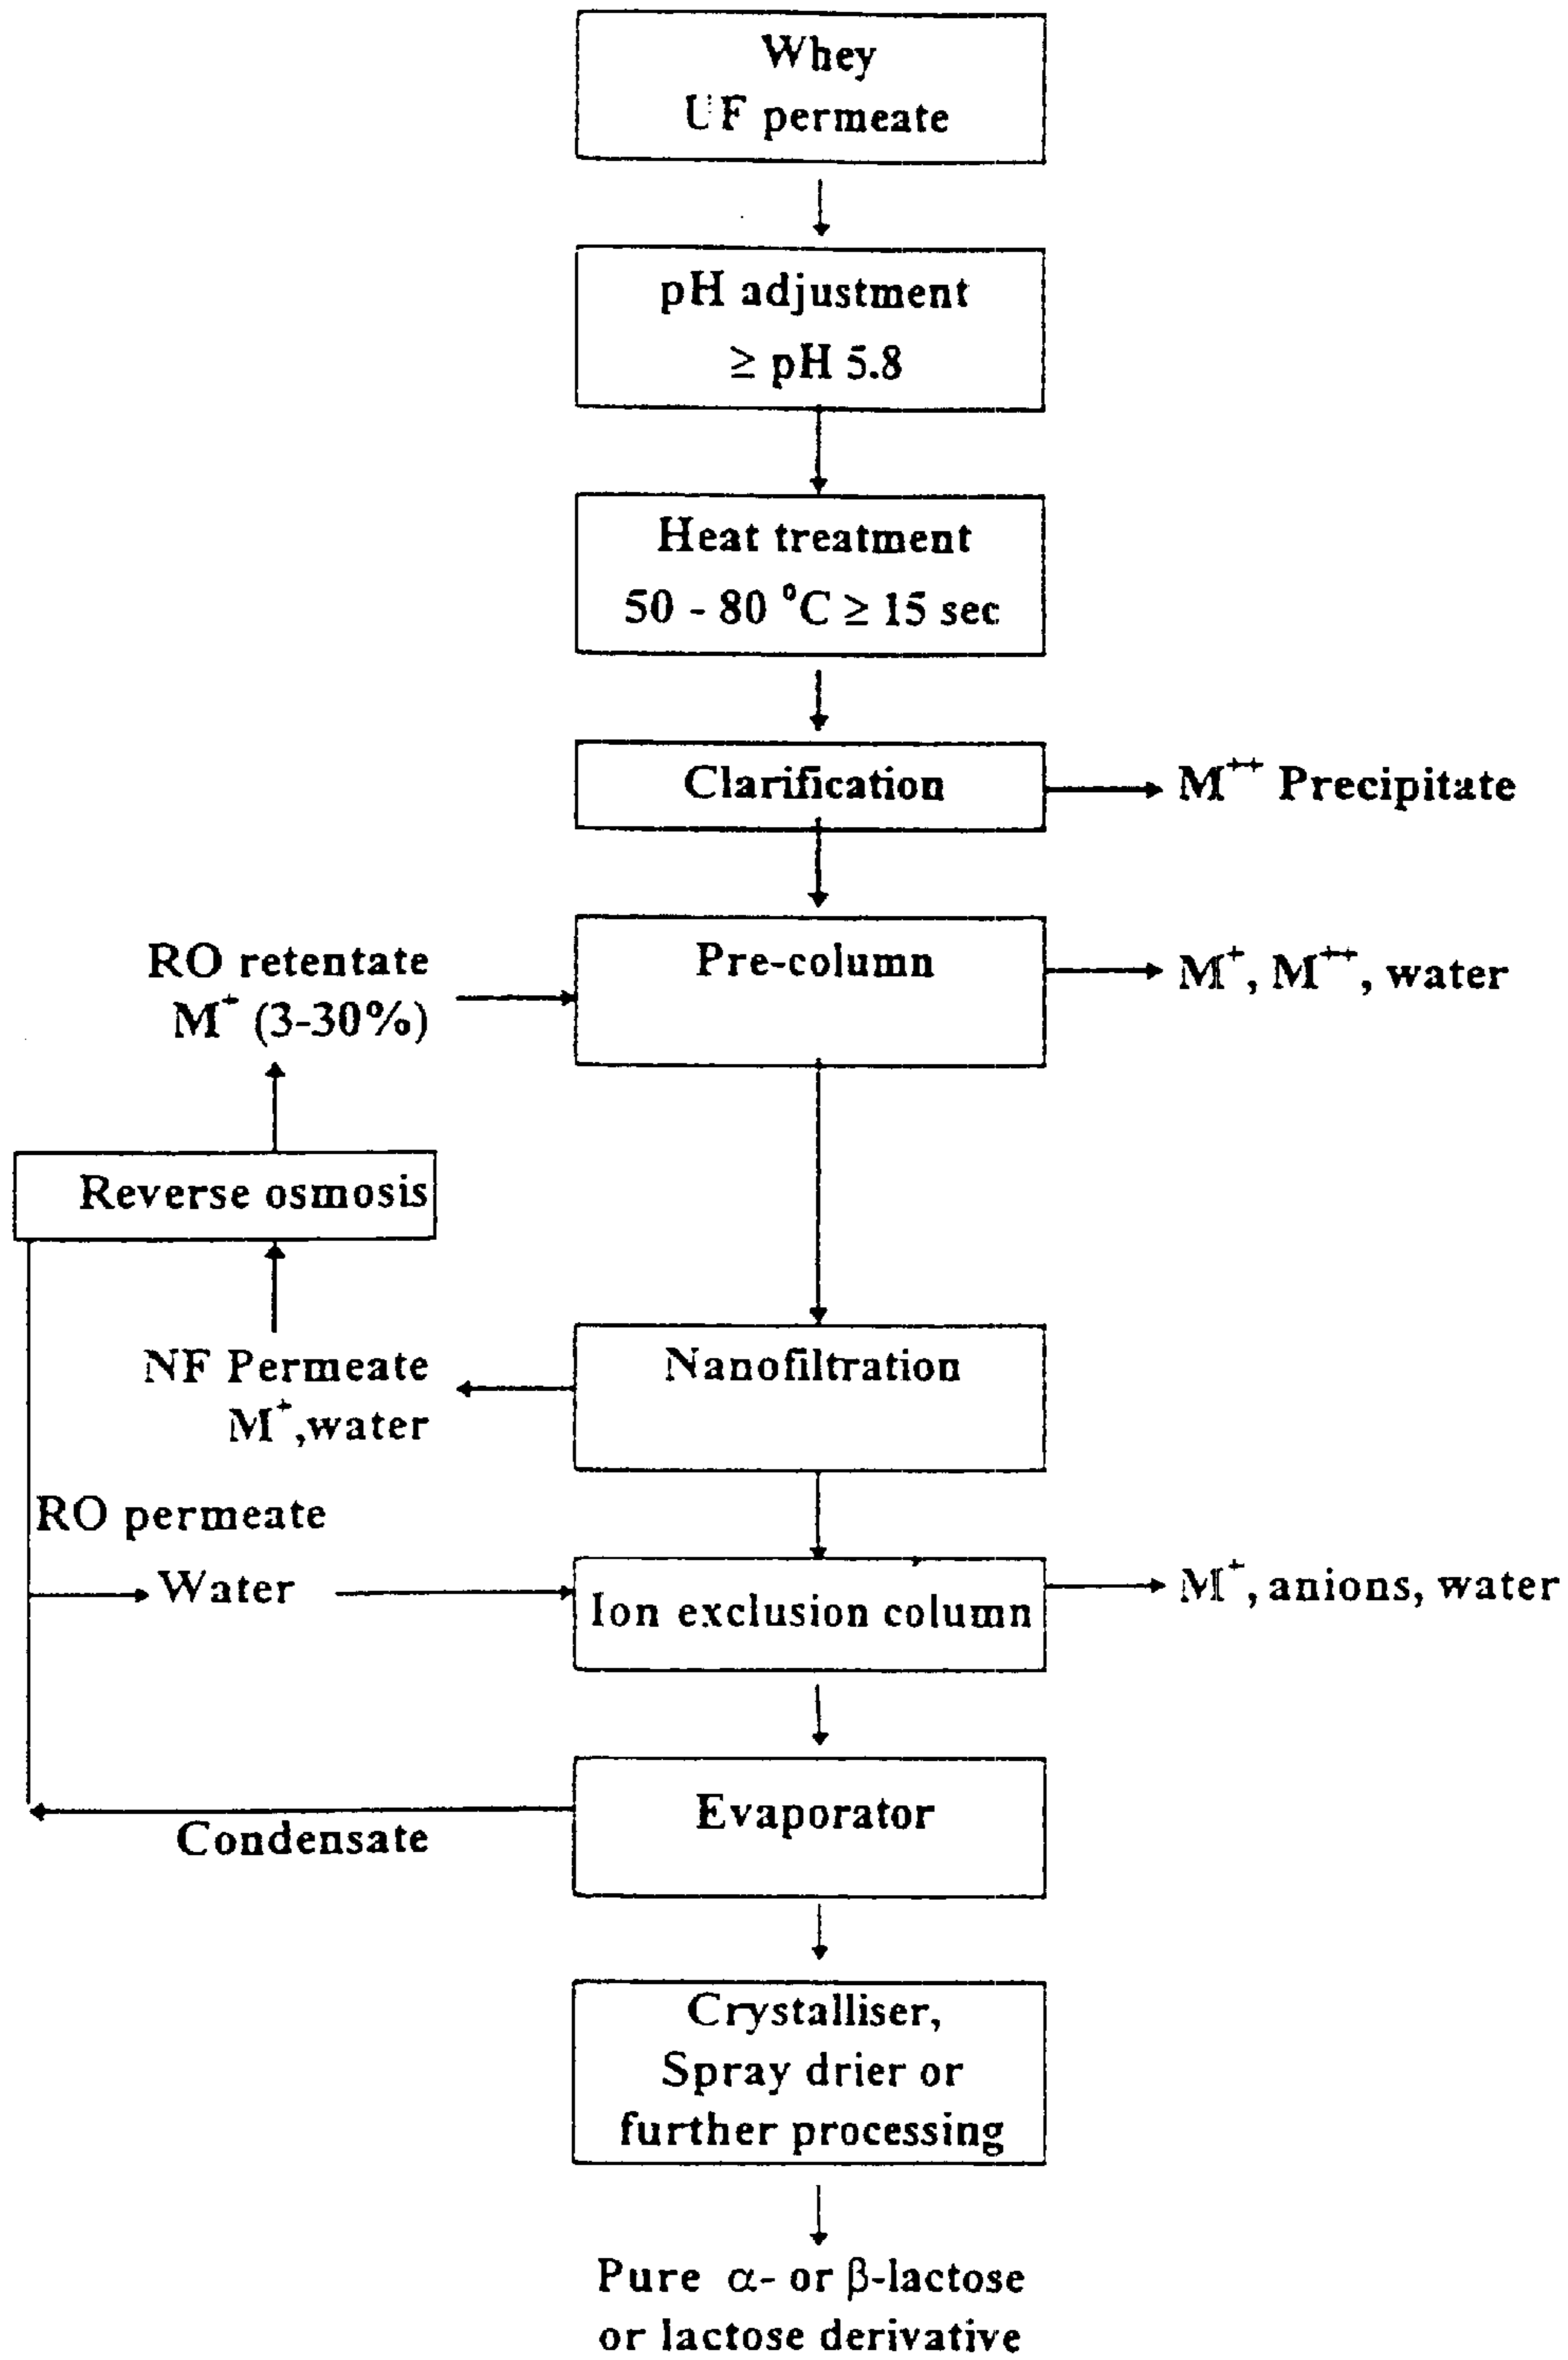 Whey
UF permeate
pH adjustment
≥ pH 5.8
Heat treatment
50 - 80 °C ≥ 15 sec
Clarification
M⁺⁺ Precipitate
Pre-column
RO retentate
M⁺ (3-30%)
M⁺, M⁺⁺, water
Reverse osmosis
Nanofiltration
NF Permeate
M⁺,water
RO permeate
Water
Ion exclusion column
M⁺, anions, water
Evaporator
Condensate
Crystalliser,
Spray drier or
further processing
Pure α- or β-lactose
or lactose derivative